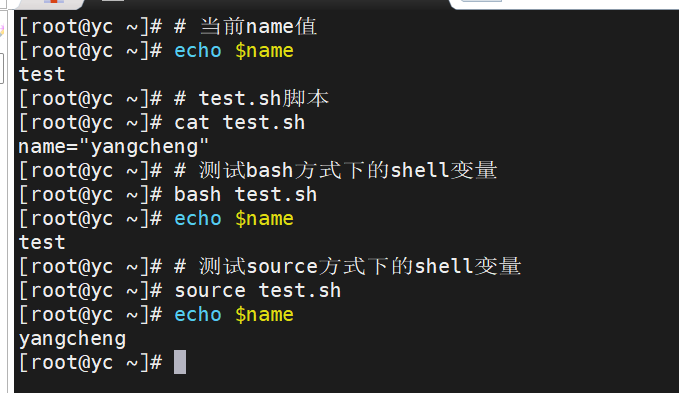 [root@yc ~]# # 当前name值
[root@yc ~]# echo $name
test
[root@yc ~]# # test.sh脚本
[root@yc ~]# cat test.sh
name="yangcheng"
[root@yc ~]# # 测试bash方式下的shell变量
[root@yc ~]# bash test.sh
[root@yc ~]# echo $name
test
[root@yc ~]# # 测试source方式下的shell变量
[root@yc ~]# source test.sh
[root@yc ~]# echo $name
yangcheng
[root@yc ~]#